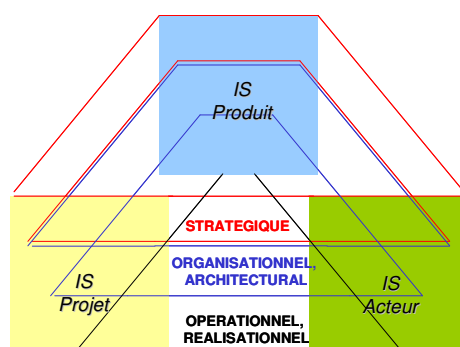 IS
Produit
STRATEGIQUE
ORGANISATIONNEL,
ARCHITECTURAL
IS
Projet
IS
Acteur
OPERATIONNEL,
REALISATIONNEL